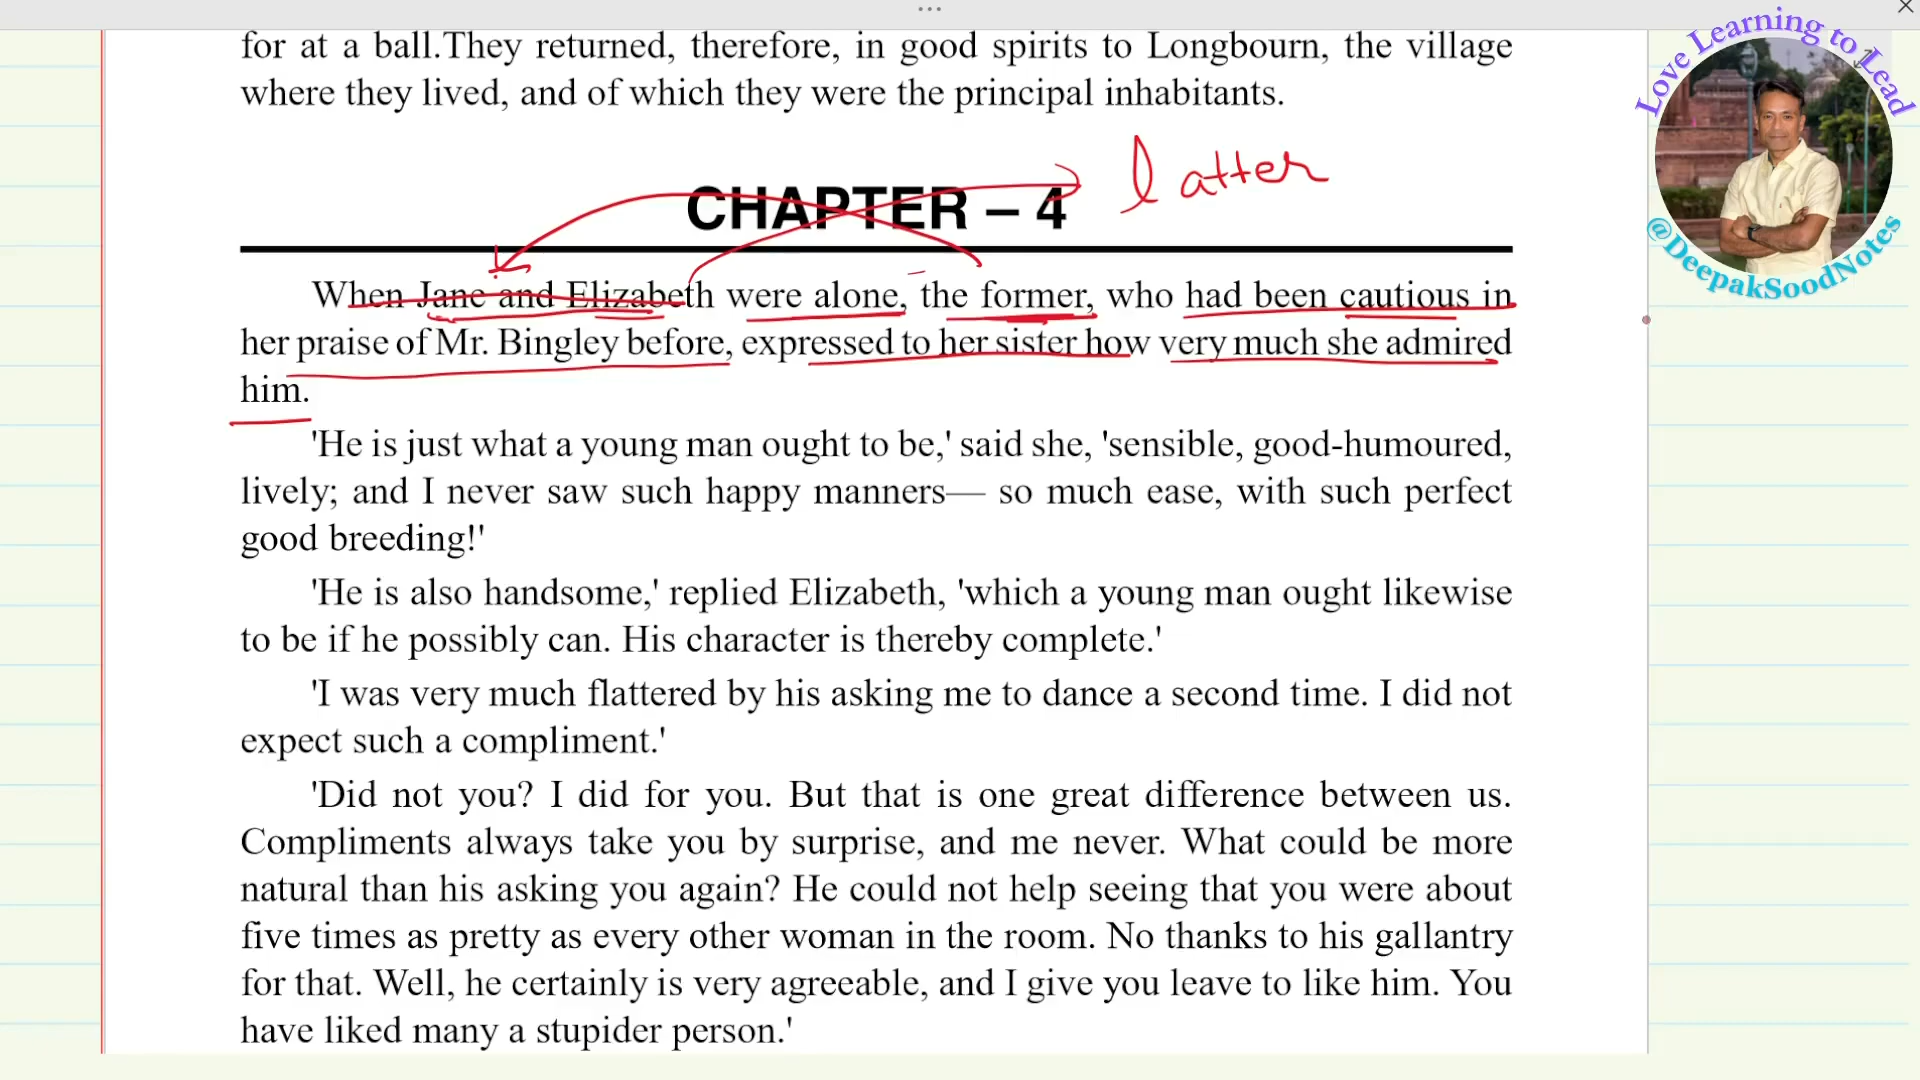 for at a ball.They returned, therefore, in good spirits to Longbourn, the village
where they lived, and of which they were the principal inhabitants.
CHAPTER – 4
latter
When Jane and Elizabeth were alone, the former, who had been cautious in
her praise of Mr. Bingley before, expressed to her sister how very much she admired
him.
'He is just what a young man ought to be,' said she, 'sensible, good-humoured,
lively; and I never saw such happy manners— so much ease, with such perfect
good breeding!'
'He is also handsome,' replied Elizabeth, 'which a young man ought likewise
to be if he possibly can. His character is thereby complete.'
'I was very much flattered by his asking me to dance a second time. I did not
expect such a compliment.'
'Did not you? I did for you. But that is one great difference between us.
Compliments always take you by surprise, and me never. What could be more
natural than his asking you again? He could not help seeing that you were about
five times as pretty as every other woman in the room. No thanks to his gallantry
for that. Well, he certainly is very agreeable, and I give you leave to like him. You
have liked many a stupider person.'
Love Learning to Lead
@DeepakSoodNotes